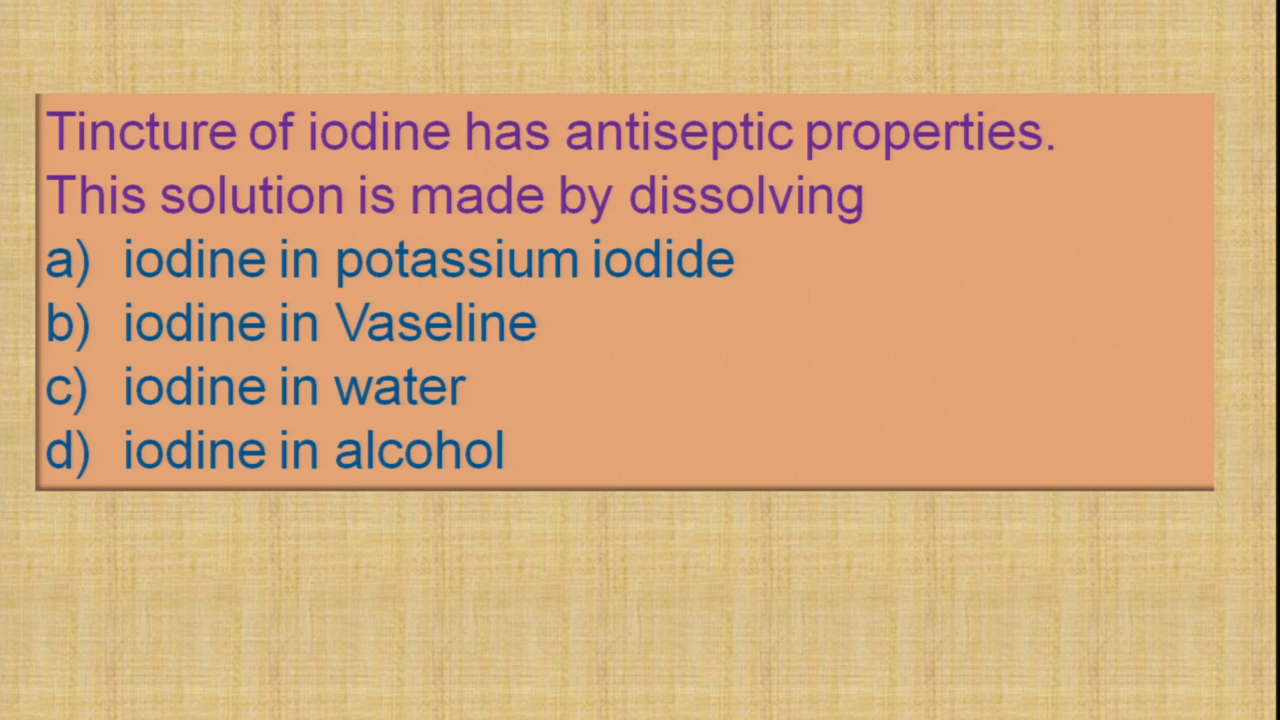 Tincture of iodine has antiseptic properties.
This solution is made by dissolving
a) iodine in potassium iodide
b) iodine in Vaseline
c) iodine in water
d) iodine in alcohol